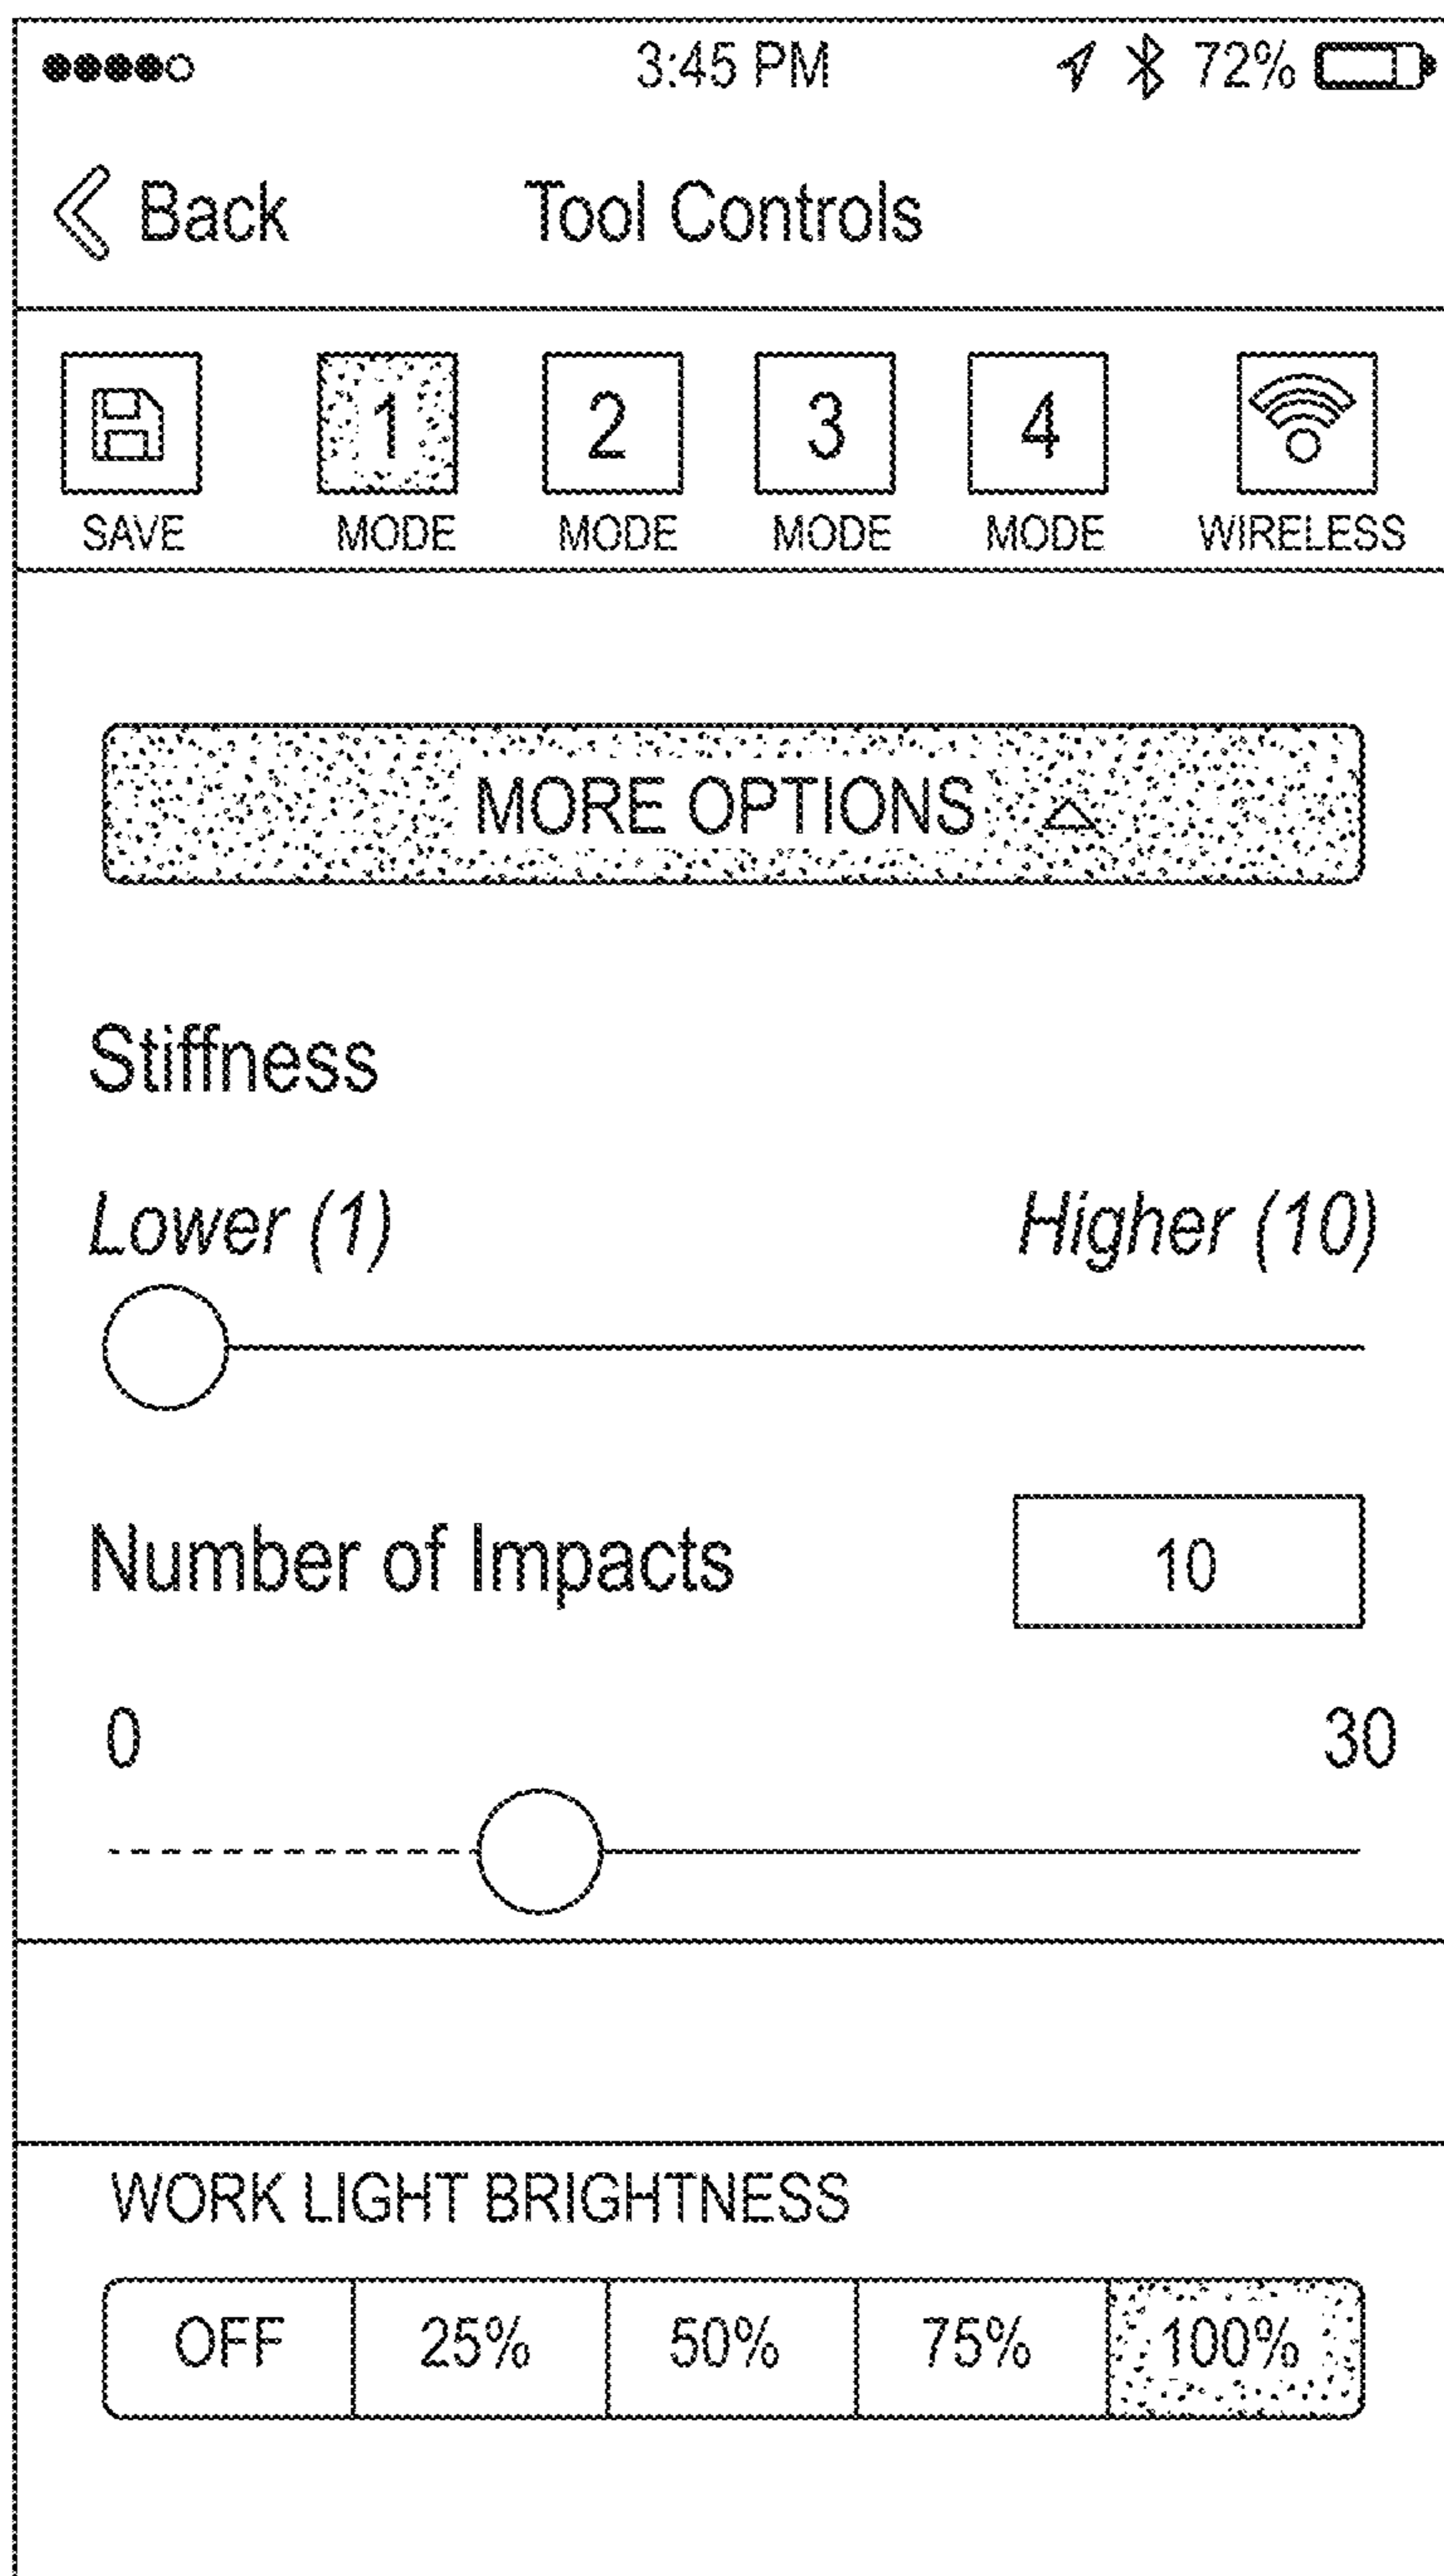 3:45 PM 72%
Back Tool Controls
1 2 3 4
SAVE MODE MODE MODE MODE WIRELESS
MORE OPTIONS
Stiffness
Lower (1) Higher (10)
Number of Impacts 10
0 30
WORK LIGHT BRIGHTNESS
OFF 25% 50% 75% 100%